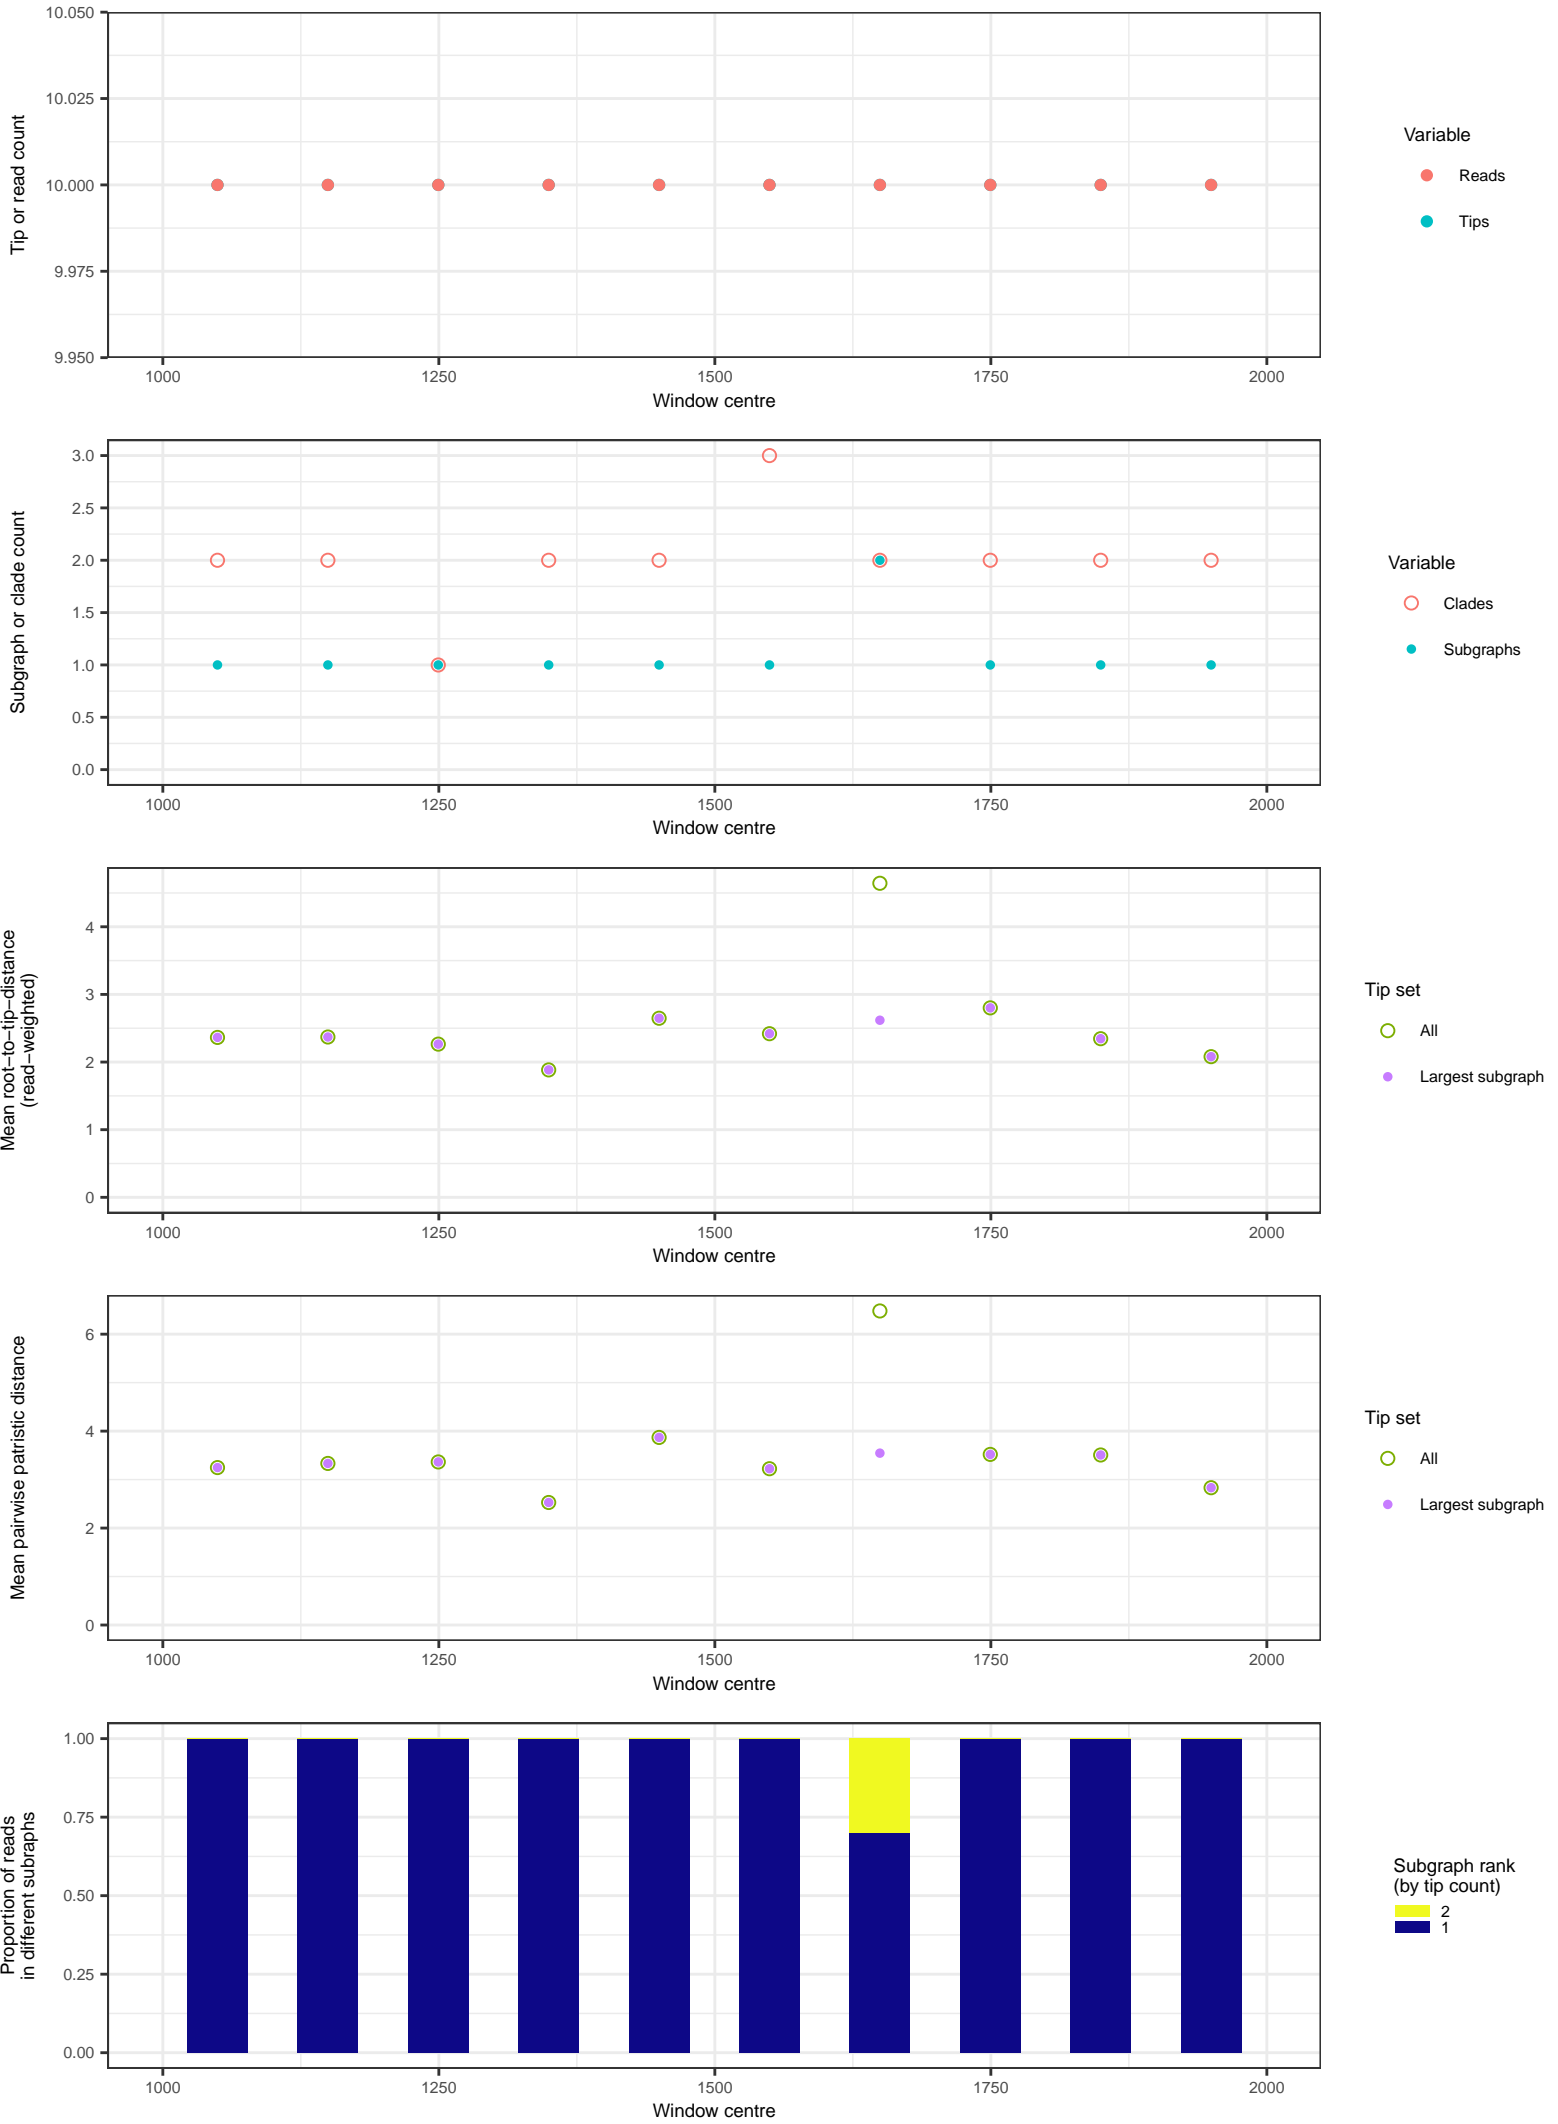 10.050
10.025
10.000
9.975
9.950
Tip or read count
1000 1250 1500 1750 2000
Window centre
Variable
Reads
Tips
3.0
2.5
2.0
1.5
1.0
0.5
0.0
Subgraph or clade count
1000 1250 1500 1750 2000
Window centre
Variable
Clades
Subgraphs
4
3
2
1
0
Mean root−to−tip−distance
(read−weighted)
1000 1250 1500 1750 2000
Window centre
Tip set
All
Largest subgraph
6
4
2
0
Mean pairwise patristic distance
1000 1250 1500 1750 2000
Window centre
Tip set
All
Largest subgraph
1.00
0.75
0.50
0.25
0.00
Proportion of reads
in different subraphs
1000 1250 1500 1750 2000
Window centre
Subgraph rank
(by tip count)
2
1